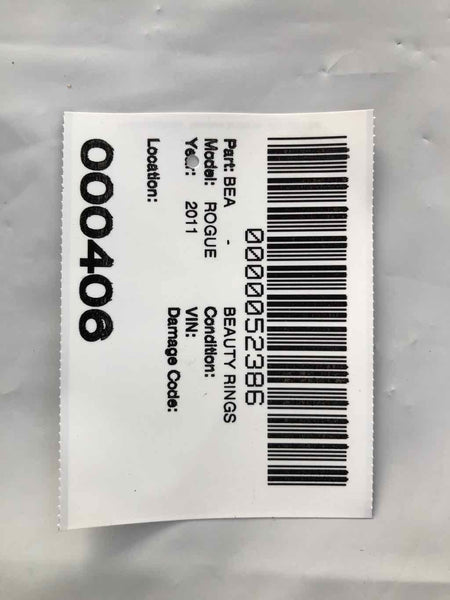 0000052386
Part: BEA - BEAUTY RINGS
Model: ROGUE Condition:
Year: 2011 VIN:
Damage Code:
Location:
000406